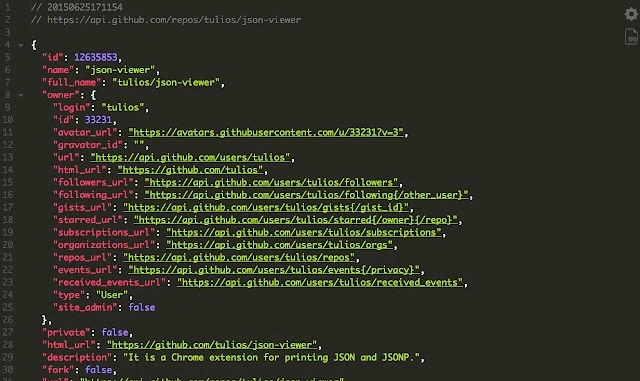 1 // 20150625171154
2 // https://api.github.com/repos/tulios/json-viewer
3
4 {
5 "id": 12635853,
6 "name": "json-viewer",
7 "full_name": "tulios/json-viewer",
8 "owner": {
9 "login": "tulios",
10 "id": 33231,
11 "avatar_url": "https://avatars.githubusercontent.com/u/33231?v=3",
12 "gravatar_id": "",
13 "url": "https://api.github.com/users/tulios",
14 "html_url": "https://github.com/tulios",
15 "followers_url": "https://api.github.com/users/tulios/followers",
16 "following_url": "https://api.github.com/users/tulios/following{/other_user}",
17 "gists_url": "https://api.github.com/users/tulios/gists{/gist_id}",
18 "starred_url": "https://api.github.com/users/tulios/starred{/owner}{/repo}",
19 "subscriptions_url": "https://api.github.com/users/tulios/subscriptions",
20 "organizations_url": "https://api.github.com/users/tulios/orgs",
21 "repos_url": "https://api.github.com/users/tulios/repos",
22 "events_url": "https://api.github.com/users/tulios/events{/privacy}",
23 "received_events_url": "https://api.github.com/users/tulios/received_events",
24 "type": "User",
25 "site_admin": false
26 },
27 "private": false,
28 "html_url": "https://github.com/tulios/json-viewer",
29 "description": "It is a Chrome extension for printing JSON and JSONP.",
30 "fork": false,